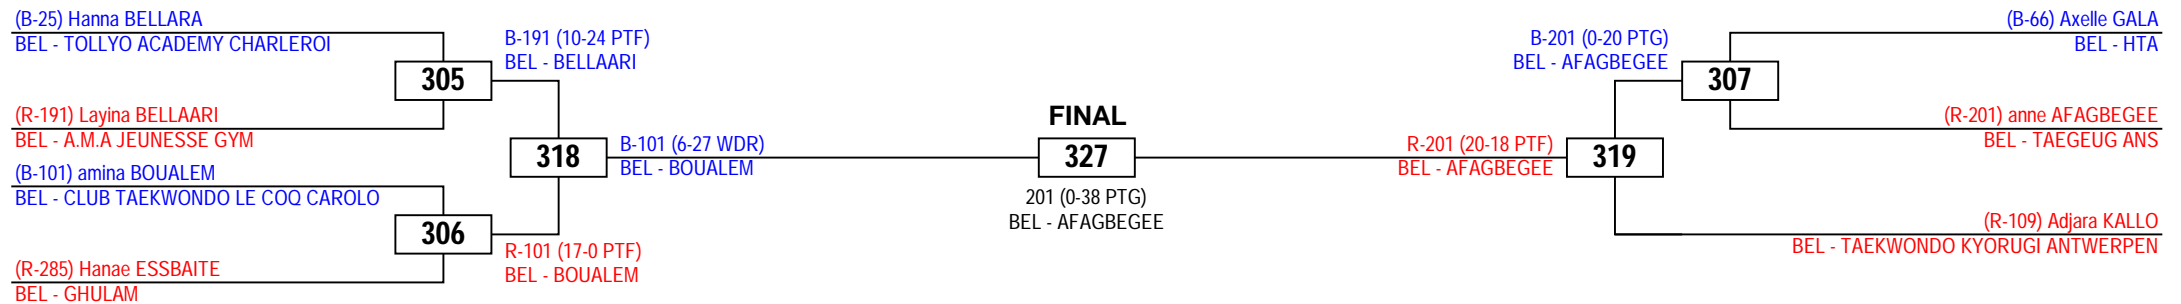 (B-25) Hanna BELLARA
BEL - TOLLYO ACADEMY CHARLEROI
B-191 (10-24 PTF)
BEL - BELLAARI
305
(R-191) Layina BELLAARI
BEL - A.M.A JEUNESSE GYM
318
B-101 (6-27 WDR)
BEL - BOUALEM
(B-101) amina BOUALEM
BEL - CLUB TAEKWONDO LE COQ CAROLO
306
R-101 (17-0 PTF)
BEL - BOUALEM
(R-285) Hanae ESSBAITE
BEL - GHULAM
FINAL
327
201 (0-38 PTG)
BEL - AFAGBEGEE
(B-66) Axelle GALA
BEL - HTA
B-201 (0-20 PTG)
BEL - AFAGBEGEE
307
(R-201) anne AFAGBEGEE
BEL - TAEGEUG ANS
R-201 (20-18 PTF)
BEL - AFAGBEGEE
319
(R-109) Adjara KALLO
BEL - TAEKWONDO KYORUGI ANTWERPEN